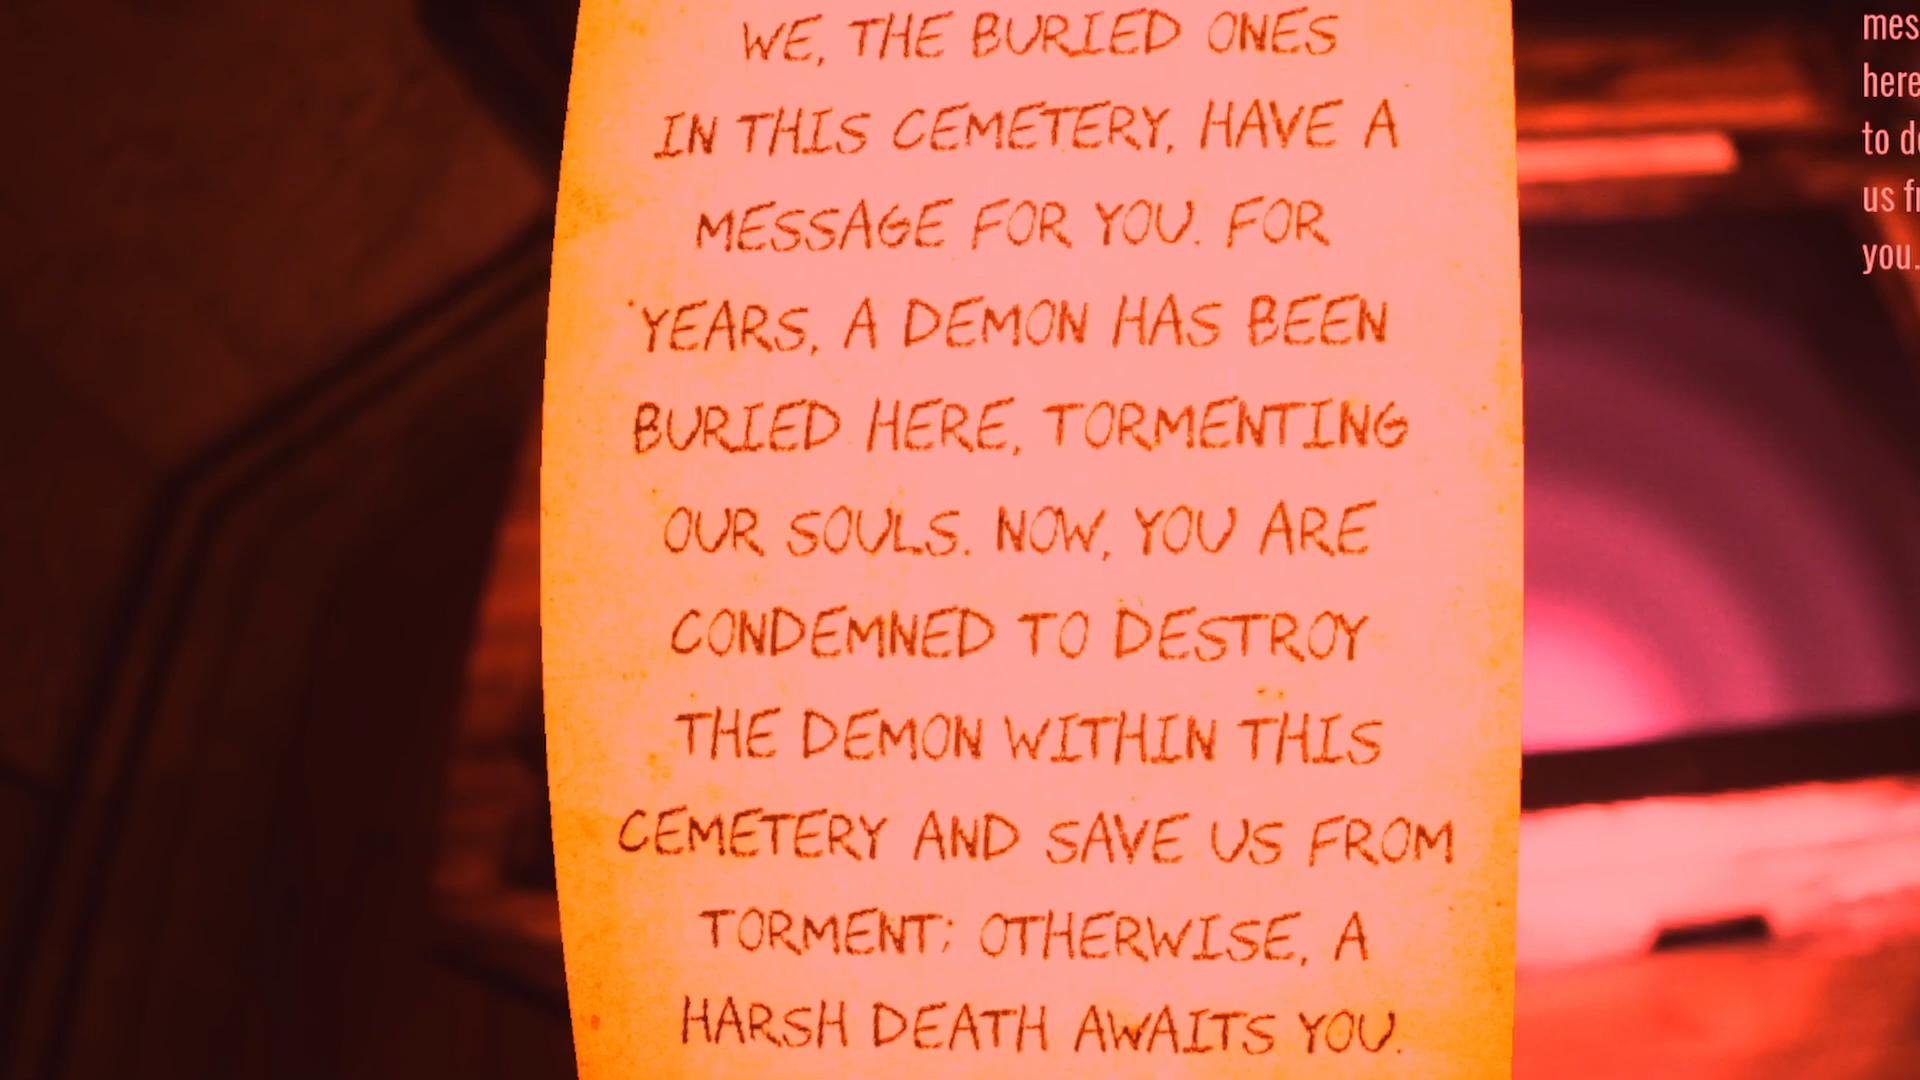 WE, THE BURIED ONES
IN THIS CEMETERY, HAVE A
MESSAGE FOR YOU. FOR
YEARS, A DEMON HAS BEEN
BURIED HERE, TORMENTING
OUR SOULS. NOW, YOU ARE
CONDEMNED TO DESTROY
THE DEMON WITHIN THIS
CEMETERY AND SAVE US FROM
TORMENT; OTHERWISE, A
HARSH DEATH AWAITS YOU.
here
to
us
you.